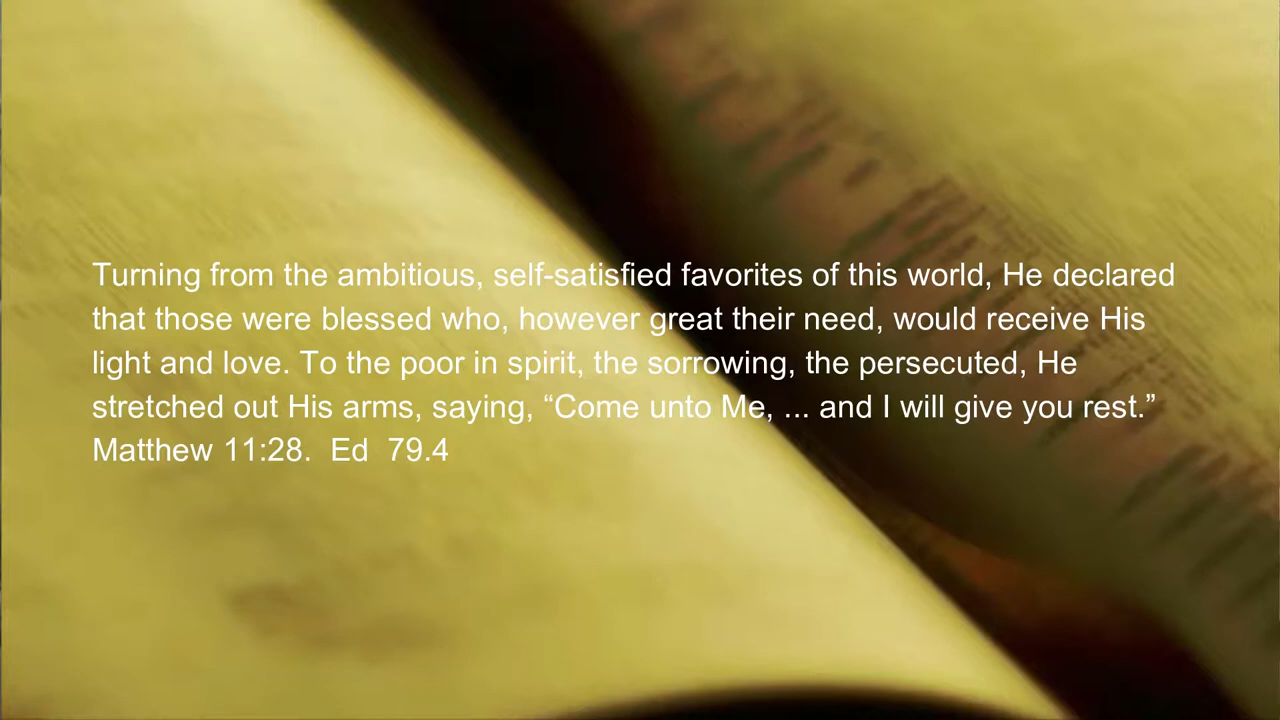 Turning from the ambitious, self-satisfied favorites of this world, He declared
that those were blessed who, however great their need, would receive His
light and love. To the poor in spirit, the sorrowing, the persecuted, He
stretched out His arms, saying, “Come unto Me, ... and I will give you rest.”
Matthew 11:28.  Ed  79.4